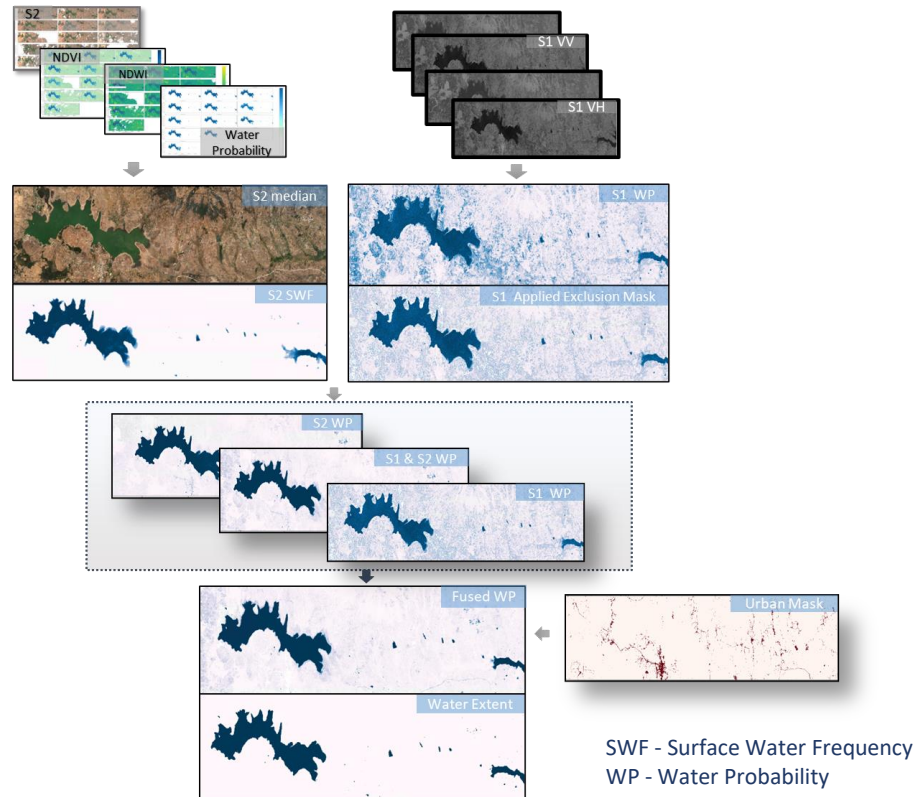 S2
NDVI
NDWI
Water
Probability
S1 VV
S1 VH
S2 median
S2 SWF
S1 WP
S1 Applied Exclusion Mask
S2 WP
S1 & S2 WP
S1 WP
Fused WP
Urban Mask
Water Extent
SWF - Surface Water Frequency
WP - Water Probability